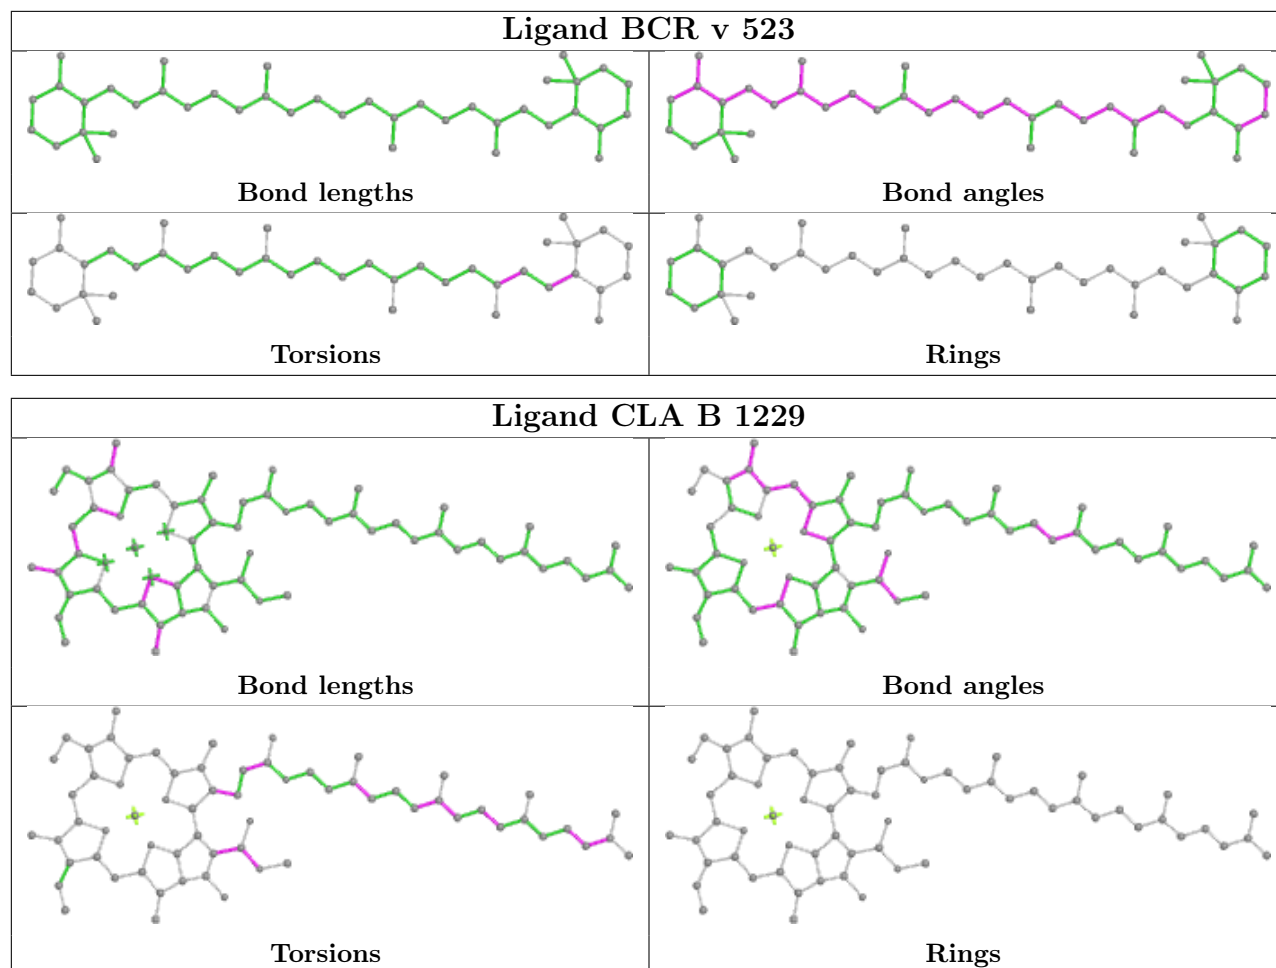 Ligand BCR v 523
Bond lengths
Bond angles
Torsions
Rings
Ligand CLA B 1229
Bond lengths
Bond angles
Torsions
Rings